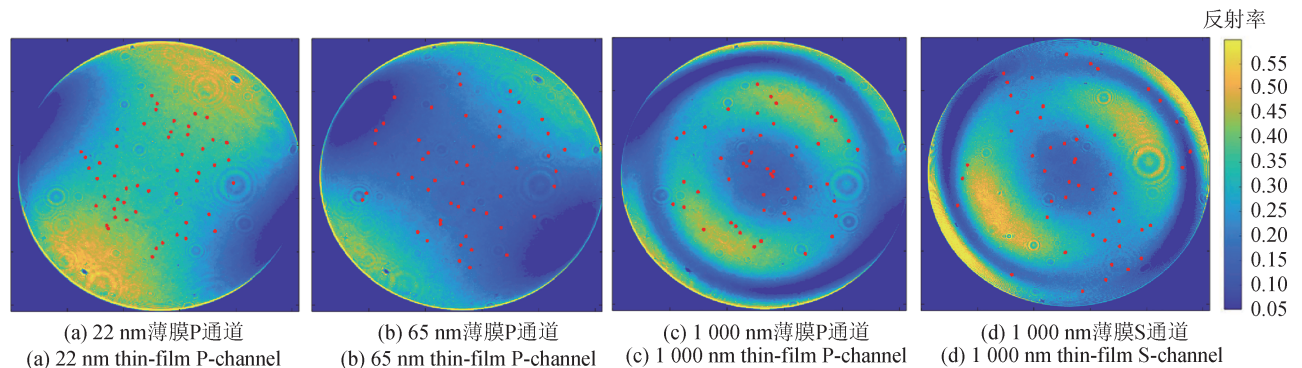 反射率
0.55
0.50
0.45
0.40
0.35
0.30
0.25
0.20
0.15
0.10
0.05
(a) 22 nm薄膜P通道
(a) 22 nm thin-film P-channel
(b) 65 nm薄膜P通道
(b) 65 nm thin-film P-channel
(c) 1 000 nm薄膜P通道
(c) 1 000 nm thin-film P-channel
(d) 1 000 nm薄膜S通道
(d) 1 000 nm thin-film S-channel